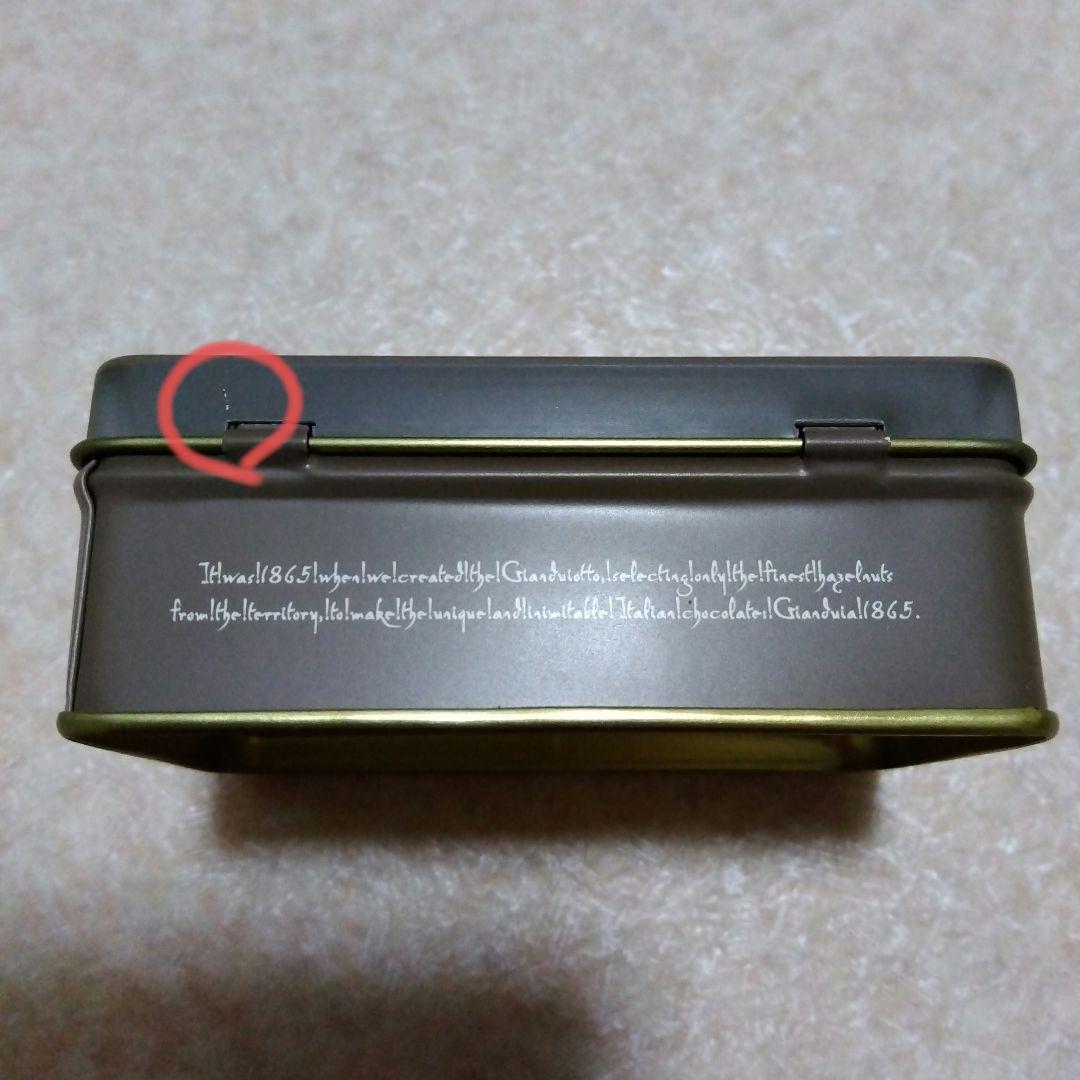 It!was!1865!when!we!created!the!Gianduiotto,!selecting!only!the!finest!hazelnuts
from!the!territory,!to!make!the!unique!and!inimitable!Italian!chocolate:!Gianduia!1865.